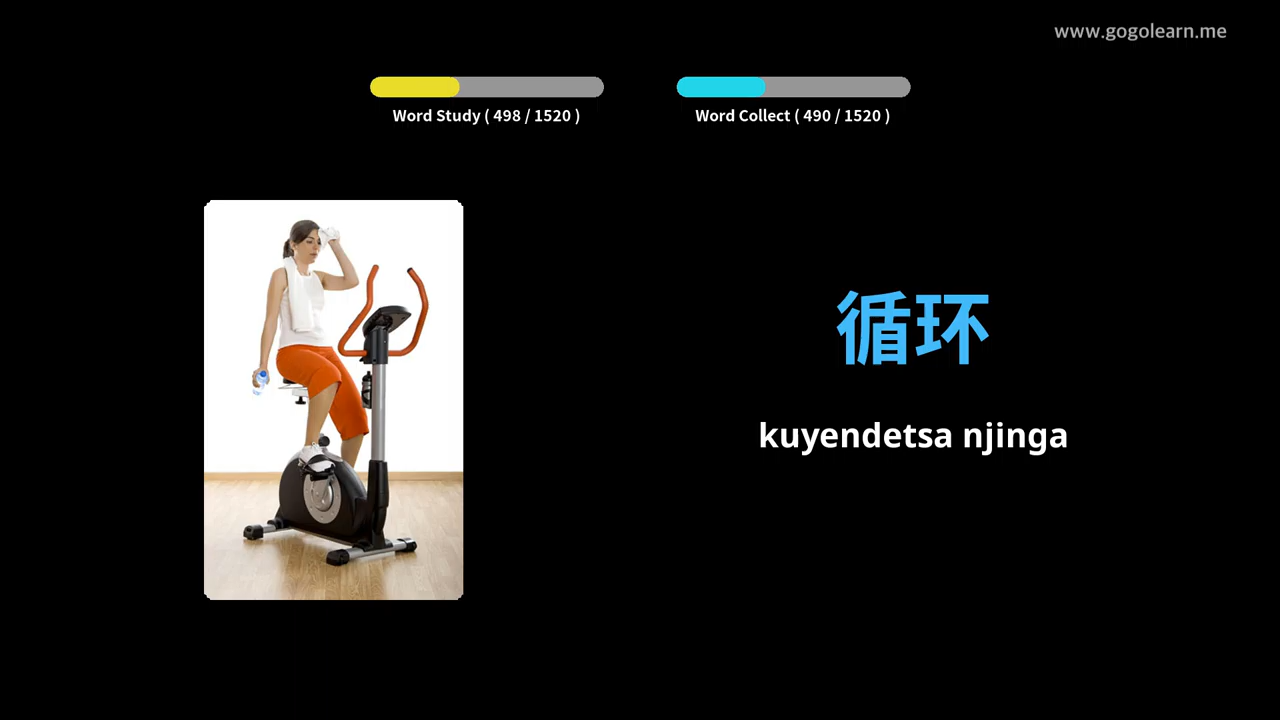 www.gogolearn.me
Word Study ( 498 / 1520 )
Word Collect ( 490 / 1520 )
循环
kuyendetsa njinga